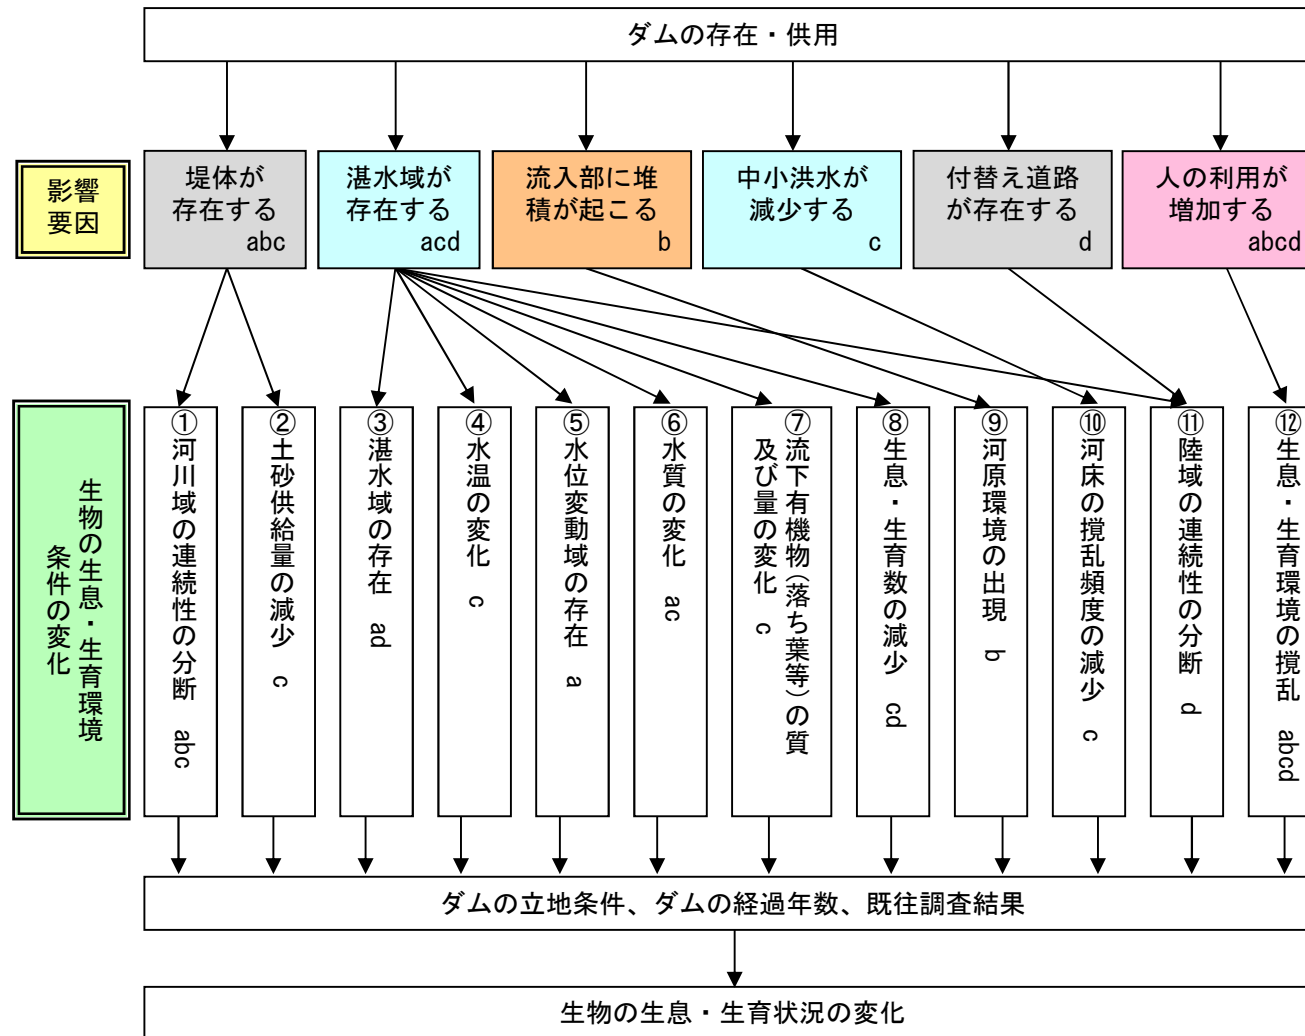 ダムの存在・供用
影響
要因
堤体が
存在する
abc
湛水域が
存在する
acd
流入部に堆
積が起こる
b
中小洪水が
減少する
c
付替え道路
が存在する
d
人の利用が
増加する
abcd
生物の生息・生育環境
条件の変化
①河川域の連続性の分断 abc
②土砂供給量の減少 c
③湛水域の存在 ad
④水温の変化 c
⑤水位変動域の存在 a
⑥水質の変化 ac
⑦流下有機物(落ち葉等)の質
及び量の変化 c
⑧生息・生育数の減少 cd
⑨河原環境の出現 b
⑩河床の撹乱頻度の減少 c
⑪陸域の連続性の分断 d
⑫生息・生育環境の撹乱 abcd
ダムの立地条件、ダムの経過年数、既往調査結果
生物の生息・生育状況の変化